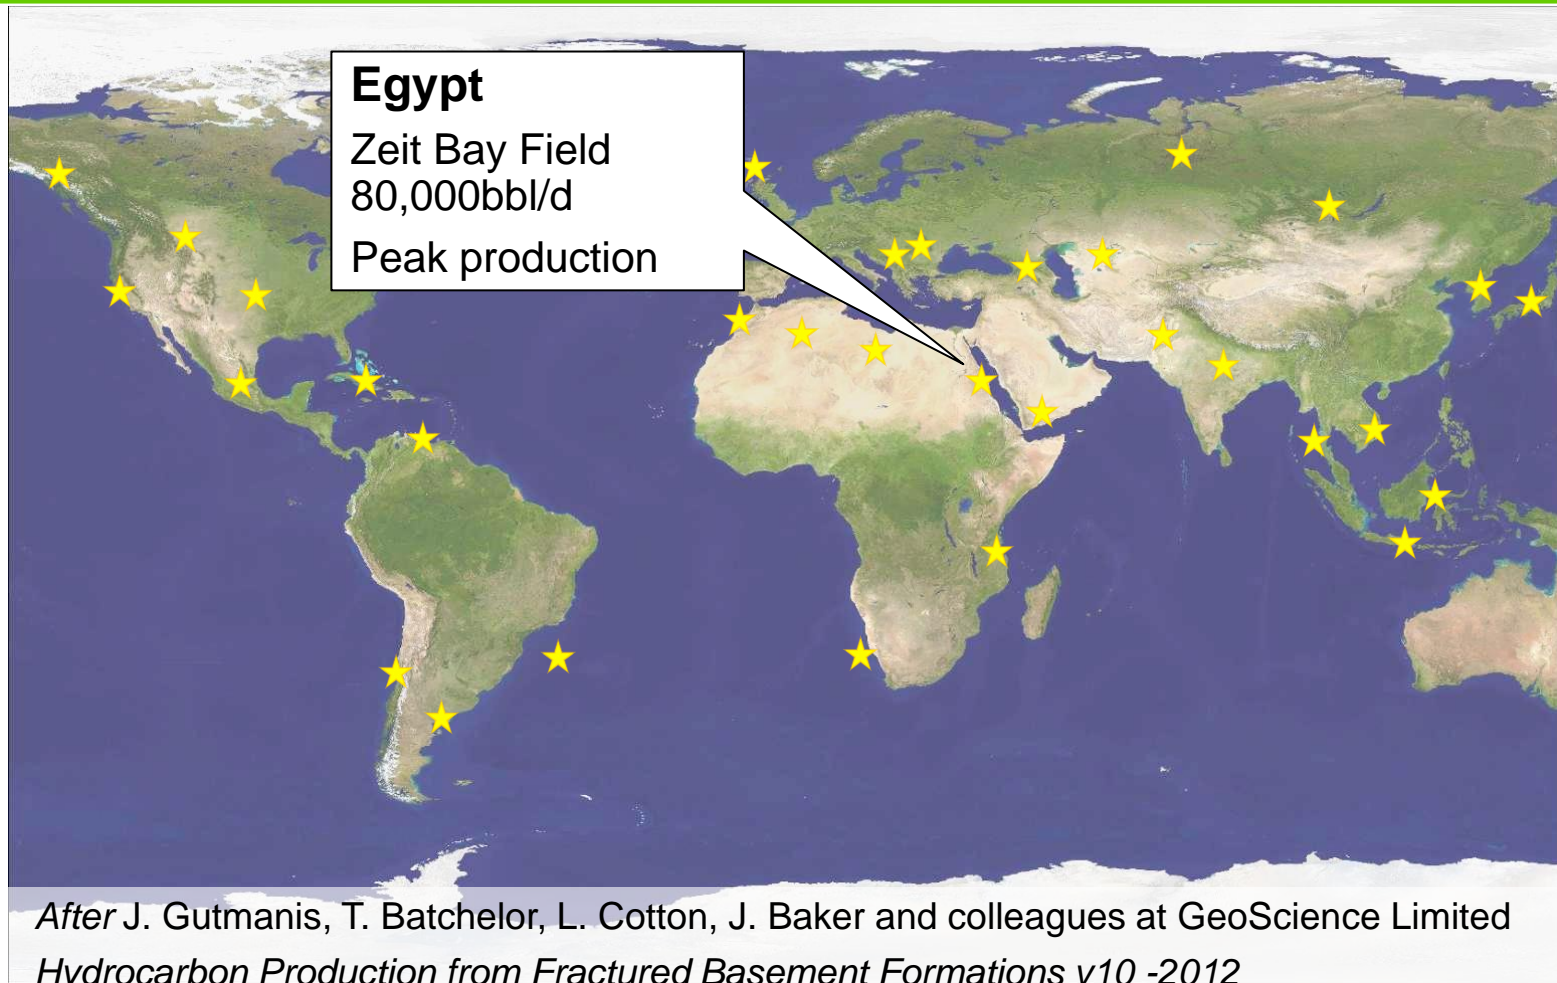 Egypt
Zeit Bay Field
80,000bbl/d
Peak production
After J. Gutmanis, T. Batchelor, L. Cotton, J. Baker and colleagues at GeoScience Limited
Hydrocarbon Production from Fractured Basement Formations v10 -2012